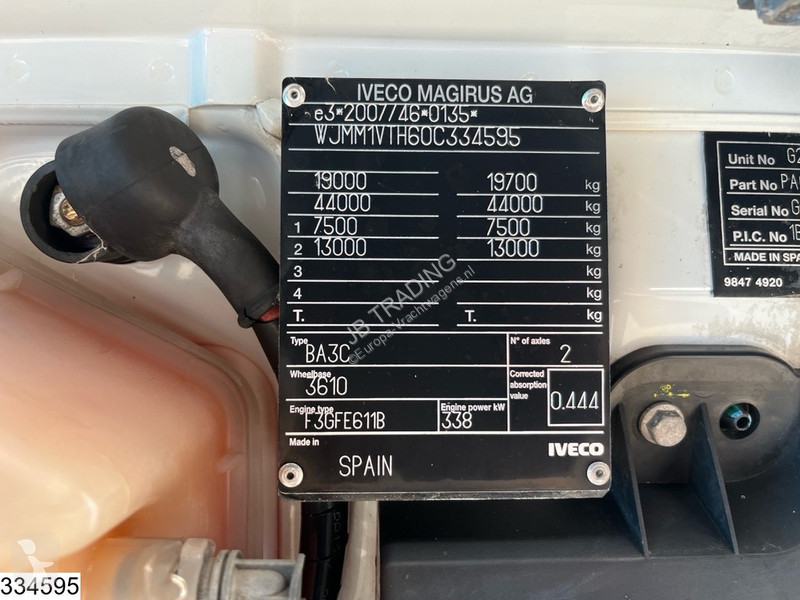 IVECO MAGIRUS AG
e3*2007/46*0135*
WJMM1VTH60C334595
19000 19700 kg
44000 44000 kg
1 7500 7500 kg
2 13000 13000 kg
3 kg
4 kg
T. T. kg
Type BA3C N° of axles 2
Wheelbase 3610 Corrected absorption value 0.444
Engine type F3GFE611B Engine power kW 338
Made in SPAIN IVECO
Unit No
Part No
Serial No
P.I.C. No
MADE IN
9847 4920
JB TRADING
©Europe-Vrachtwagens.nl
334595